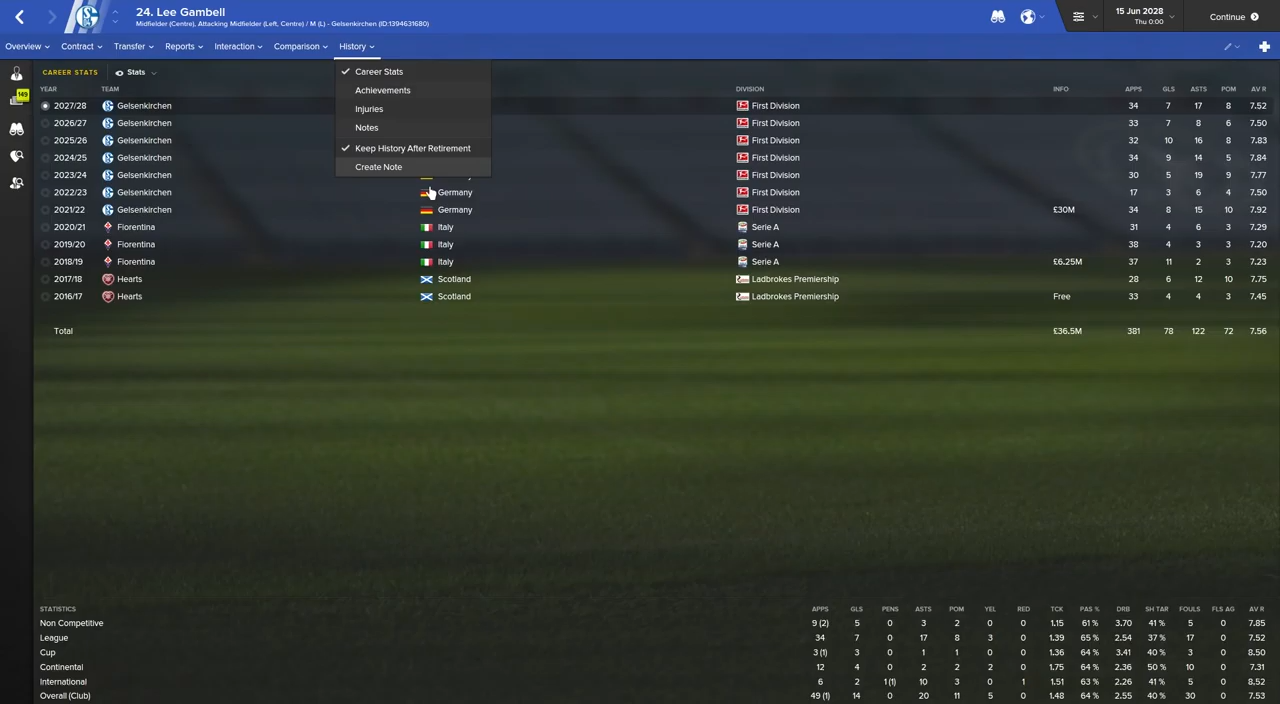 24. Lee Gambell
Midfielder (Centre), Attacking Midfielder (Left, Centre) / M (L) - Gelsenkirchen (ID:1394631680)
15 Jun 2028
Thu 0:00
Continue
Overview Contract Transfer Reports Interaction Comparison History
149
CAREER STATS Stats
Career Stats
Achievements
Injuries
Notes
Keep History After Retirement
Create Note
YEAR TEAM DIVISION INFO APPS GLS ASTS POM AV R
2027/28 Gelsenkirchen First Division 34 7 17 8 7.52
2026/27 Gelsenkirchen First Division 33 7 8 6 7.50
2025/26 Gelsenkirchen First Division 32 10 16 8 7.83
2024/25 Gelsenkirchen First Division 34 9 14 5 7.84
2023/24 Gelsenkirchen First Division 30 5 19 9 7.77
2022/23 Gelsenkirchen Germany First Division 17 3 6 4 7.50
2021/22 Gelsenkirchen Germany First Division £30M 34 8 15 10 7.92
2020/21 Fiorentina Italy Serie A 31 4 6 3 7.29
2019/20 Fiorentina Italy Serie A 38 4 3 3 7.20
2018/19 Fiorentina Italy Serie A £6.25M 37 11 2 3 7.23
2017/18 Hearts Scotland Ladbrokes Premiership 28 6 12 10 7.75
2016/17 Hearts Scotland Ladbrokes Premiership Free 33 4 4 3 7.45
Total £36.5M 381 78 122 72 7.56
STATISTICS APPS GLS PENS ASTS POM YEL RED TCK PAS % DRB SH TAR FOULS FLS AG AV R
Non Competitive 9 (2) 5 0 3 2 0 0 1.15 61 % 3.70 41 % 5 0 7.85
League 34 7 0 17 8 3 0 1.39 65 % 2.54 37 % 17 0 7.52
Cup 3 (1) 3 0 1 1 0 0 1.36 64 % 3.41 40 % 3 0 8.50
Continental 12 4 0 2 2 2 0 1.75 64 % 2.36 50 % 10 0 7.31
International 6 2 1 (1) 10 3 0 1 1.51 63 % 2.26 41 % 5 0 8.52
Overall (Club) 49 (1) 14 0 20 11 5 0 1.48 64 % 2.55 40 % 30 0 7.53